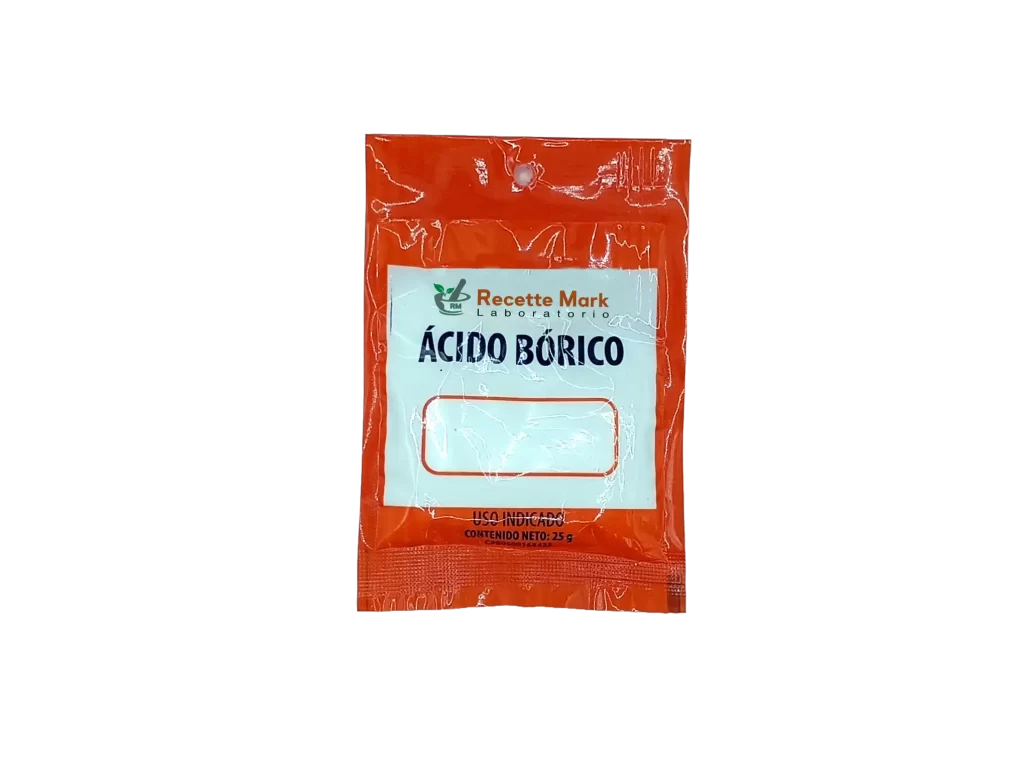 RM
Recette Mark
Laboratorio
ÁCIDO BÓRICO
USO INDICADO
CONTENIDO NETO: 25 g